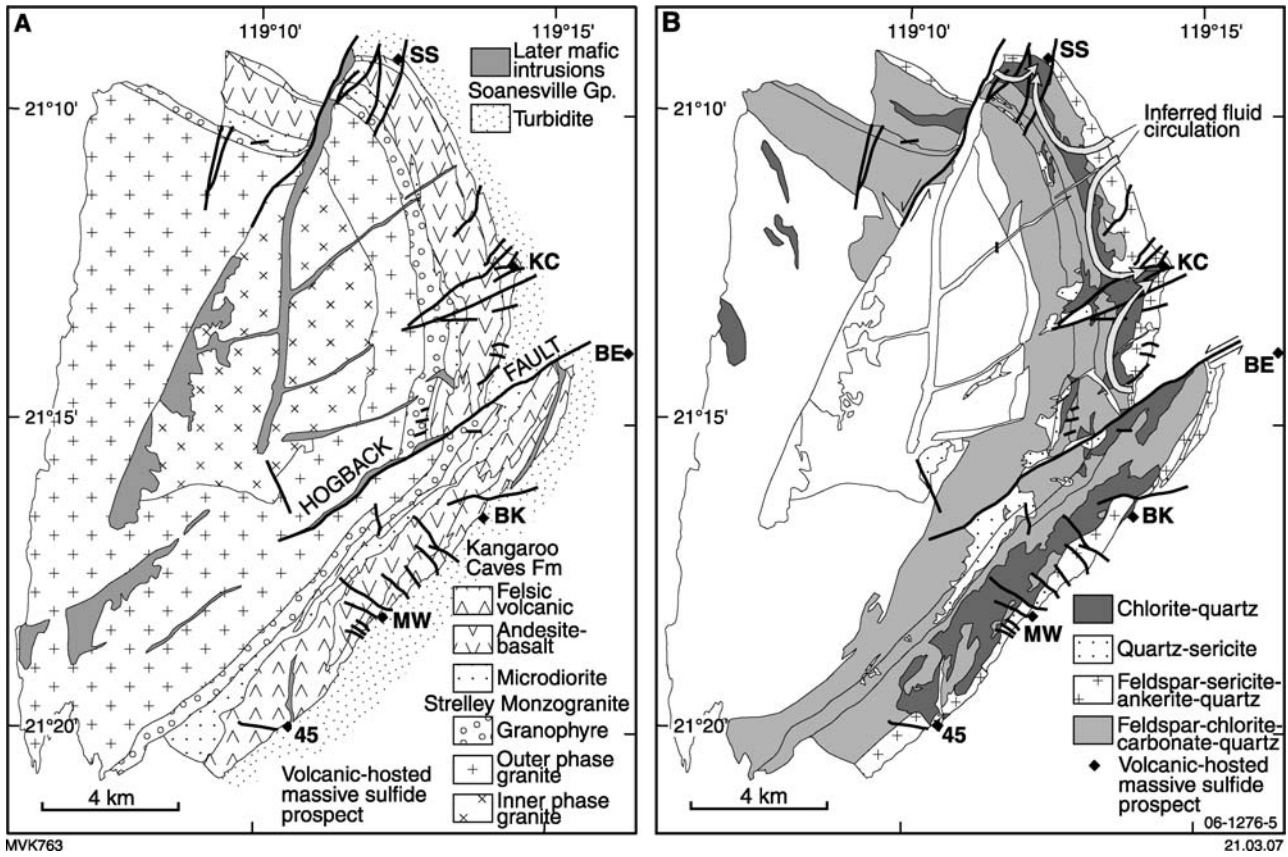 A
119°10'
119°15'
SS
Later mafic
intrusions
Soanesville Gp.
Turbidite
21°10'
KC
BE
21°15'
HOGBACK FAULT
BK
Kangaroo
Caves Fm
Felsic
volcanic
Andesite-
basalt
MW
Microdiorite
Strelley Monzogranite
Granophyre
21°20'
45
Outer phase
granite
Volcanic-hosted
massive sulfide
prospect
Inner phase
granite
4 km
MVK763
B
119°10'
119°15'
SS
21°10'
Inferred fluid
circulation
KC
BE
21°15'
BK
Chlorite-quartz
MW
Quartz-sericite
Feldspar-sericite-
ankerite-quartz
21°20'
45
Feldspar-chlorite-
carbonate-quartz
Volcanic-hosted
massive sulfide
prospect
4 km
06-1276-5
21.03.07